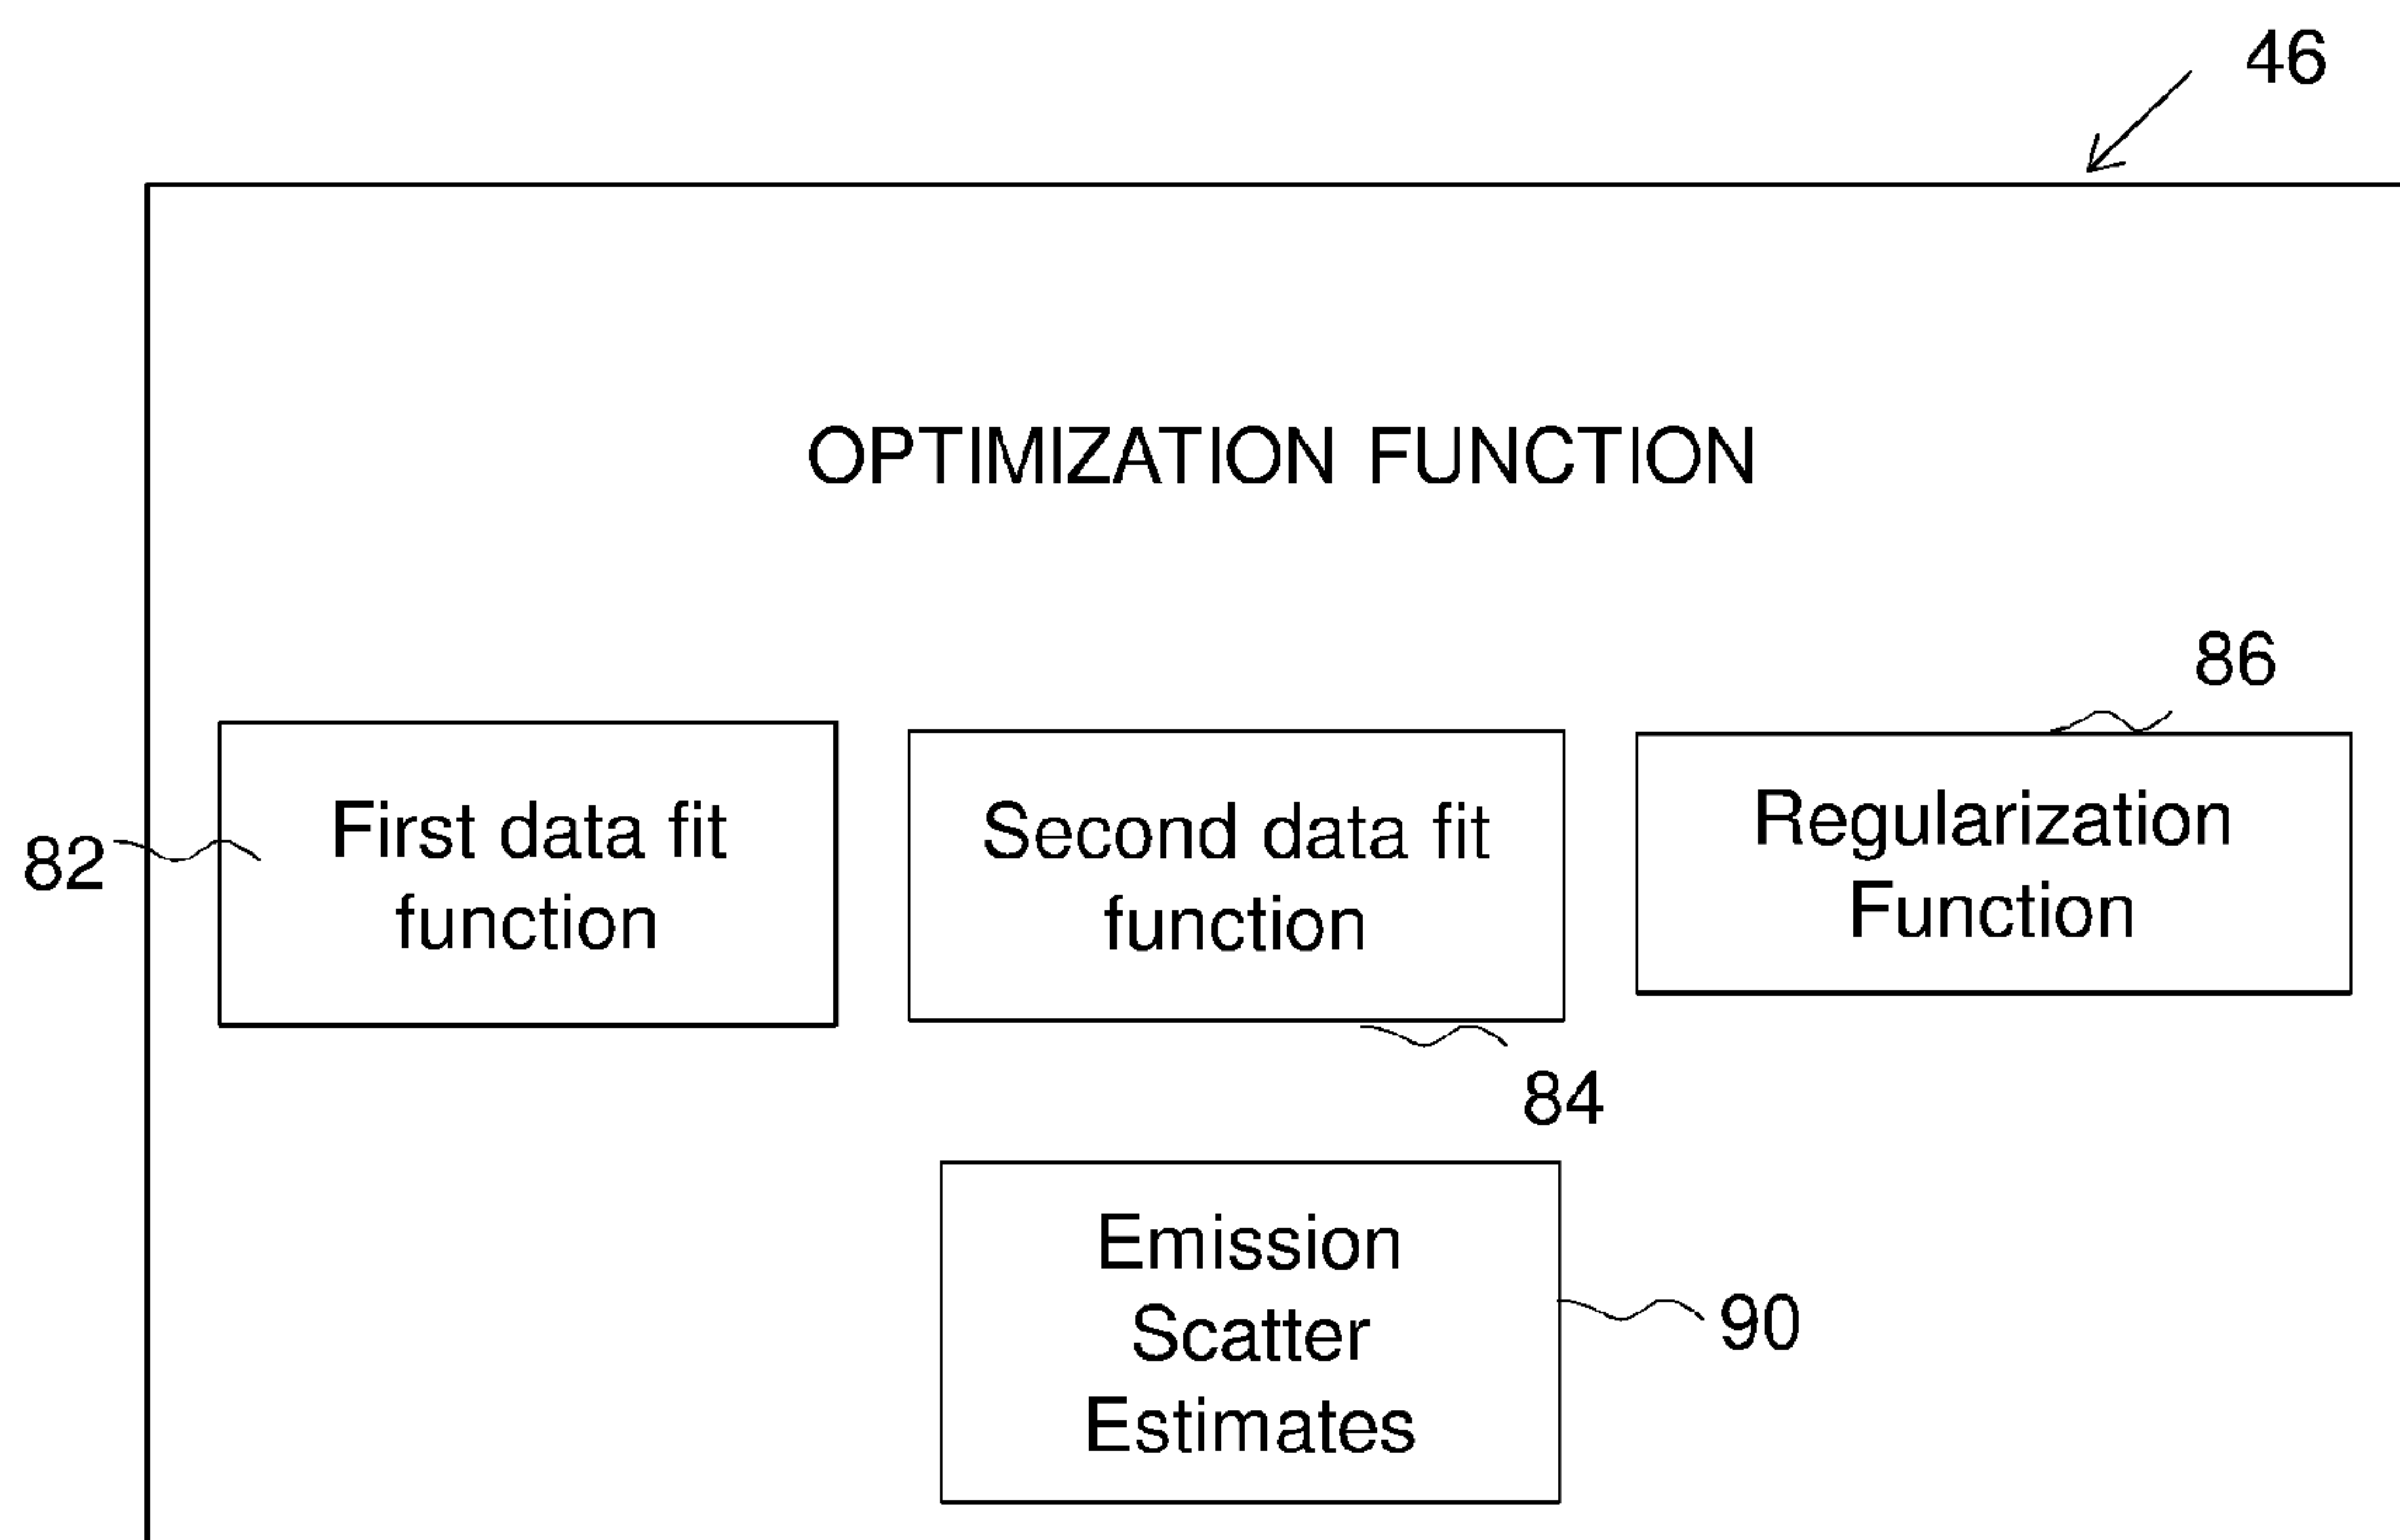 46
OPTIMIZATION FUNCTION
86
First data fit
function
Second data fit
function
Regularization
Function
82
84
Emission
Scatter
Estimates
90